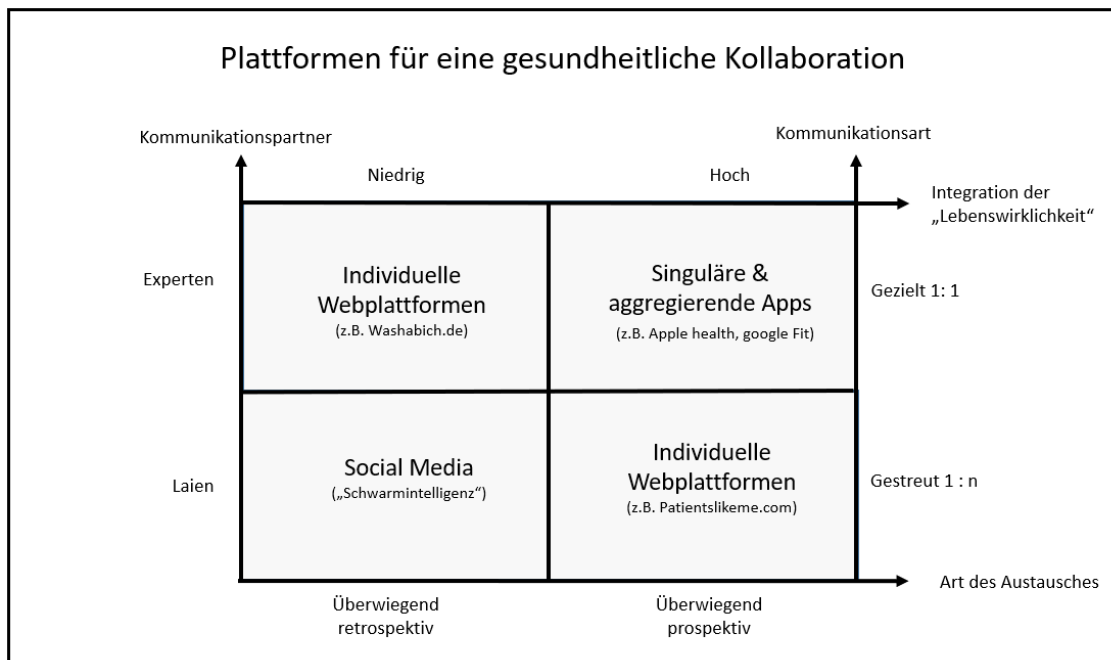 Plattformen für eine gesundheitliche Kollaboration
Kommunikationspartner
Kommunikationsart
Niedrig
Hoch
Integration der
„Lebenswirklichkeit“
Experten
Individuelle
Webplattformen
(z.B. Washabich.de)
Singuläre &
aggregierende Apps
(z.B. Apple health, google Fit)
Gezielt 1: 1
Laien
Social Media
(„Schwarmintelligenz“)
Individuelle
Webplattformen
(z.B. Patientslikeme.com)
Gestreut 1 : n
Art des Austausches
Überwiegend
retrospektiv
Überwiegend
prospektiv